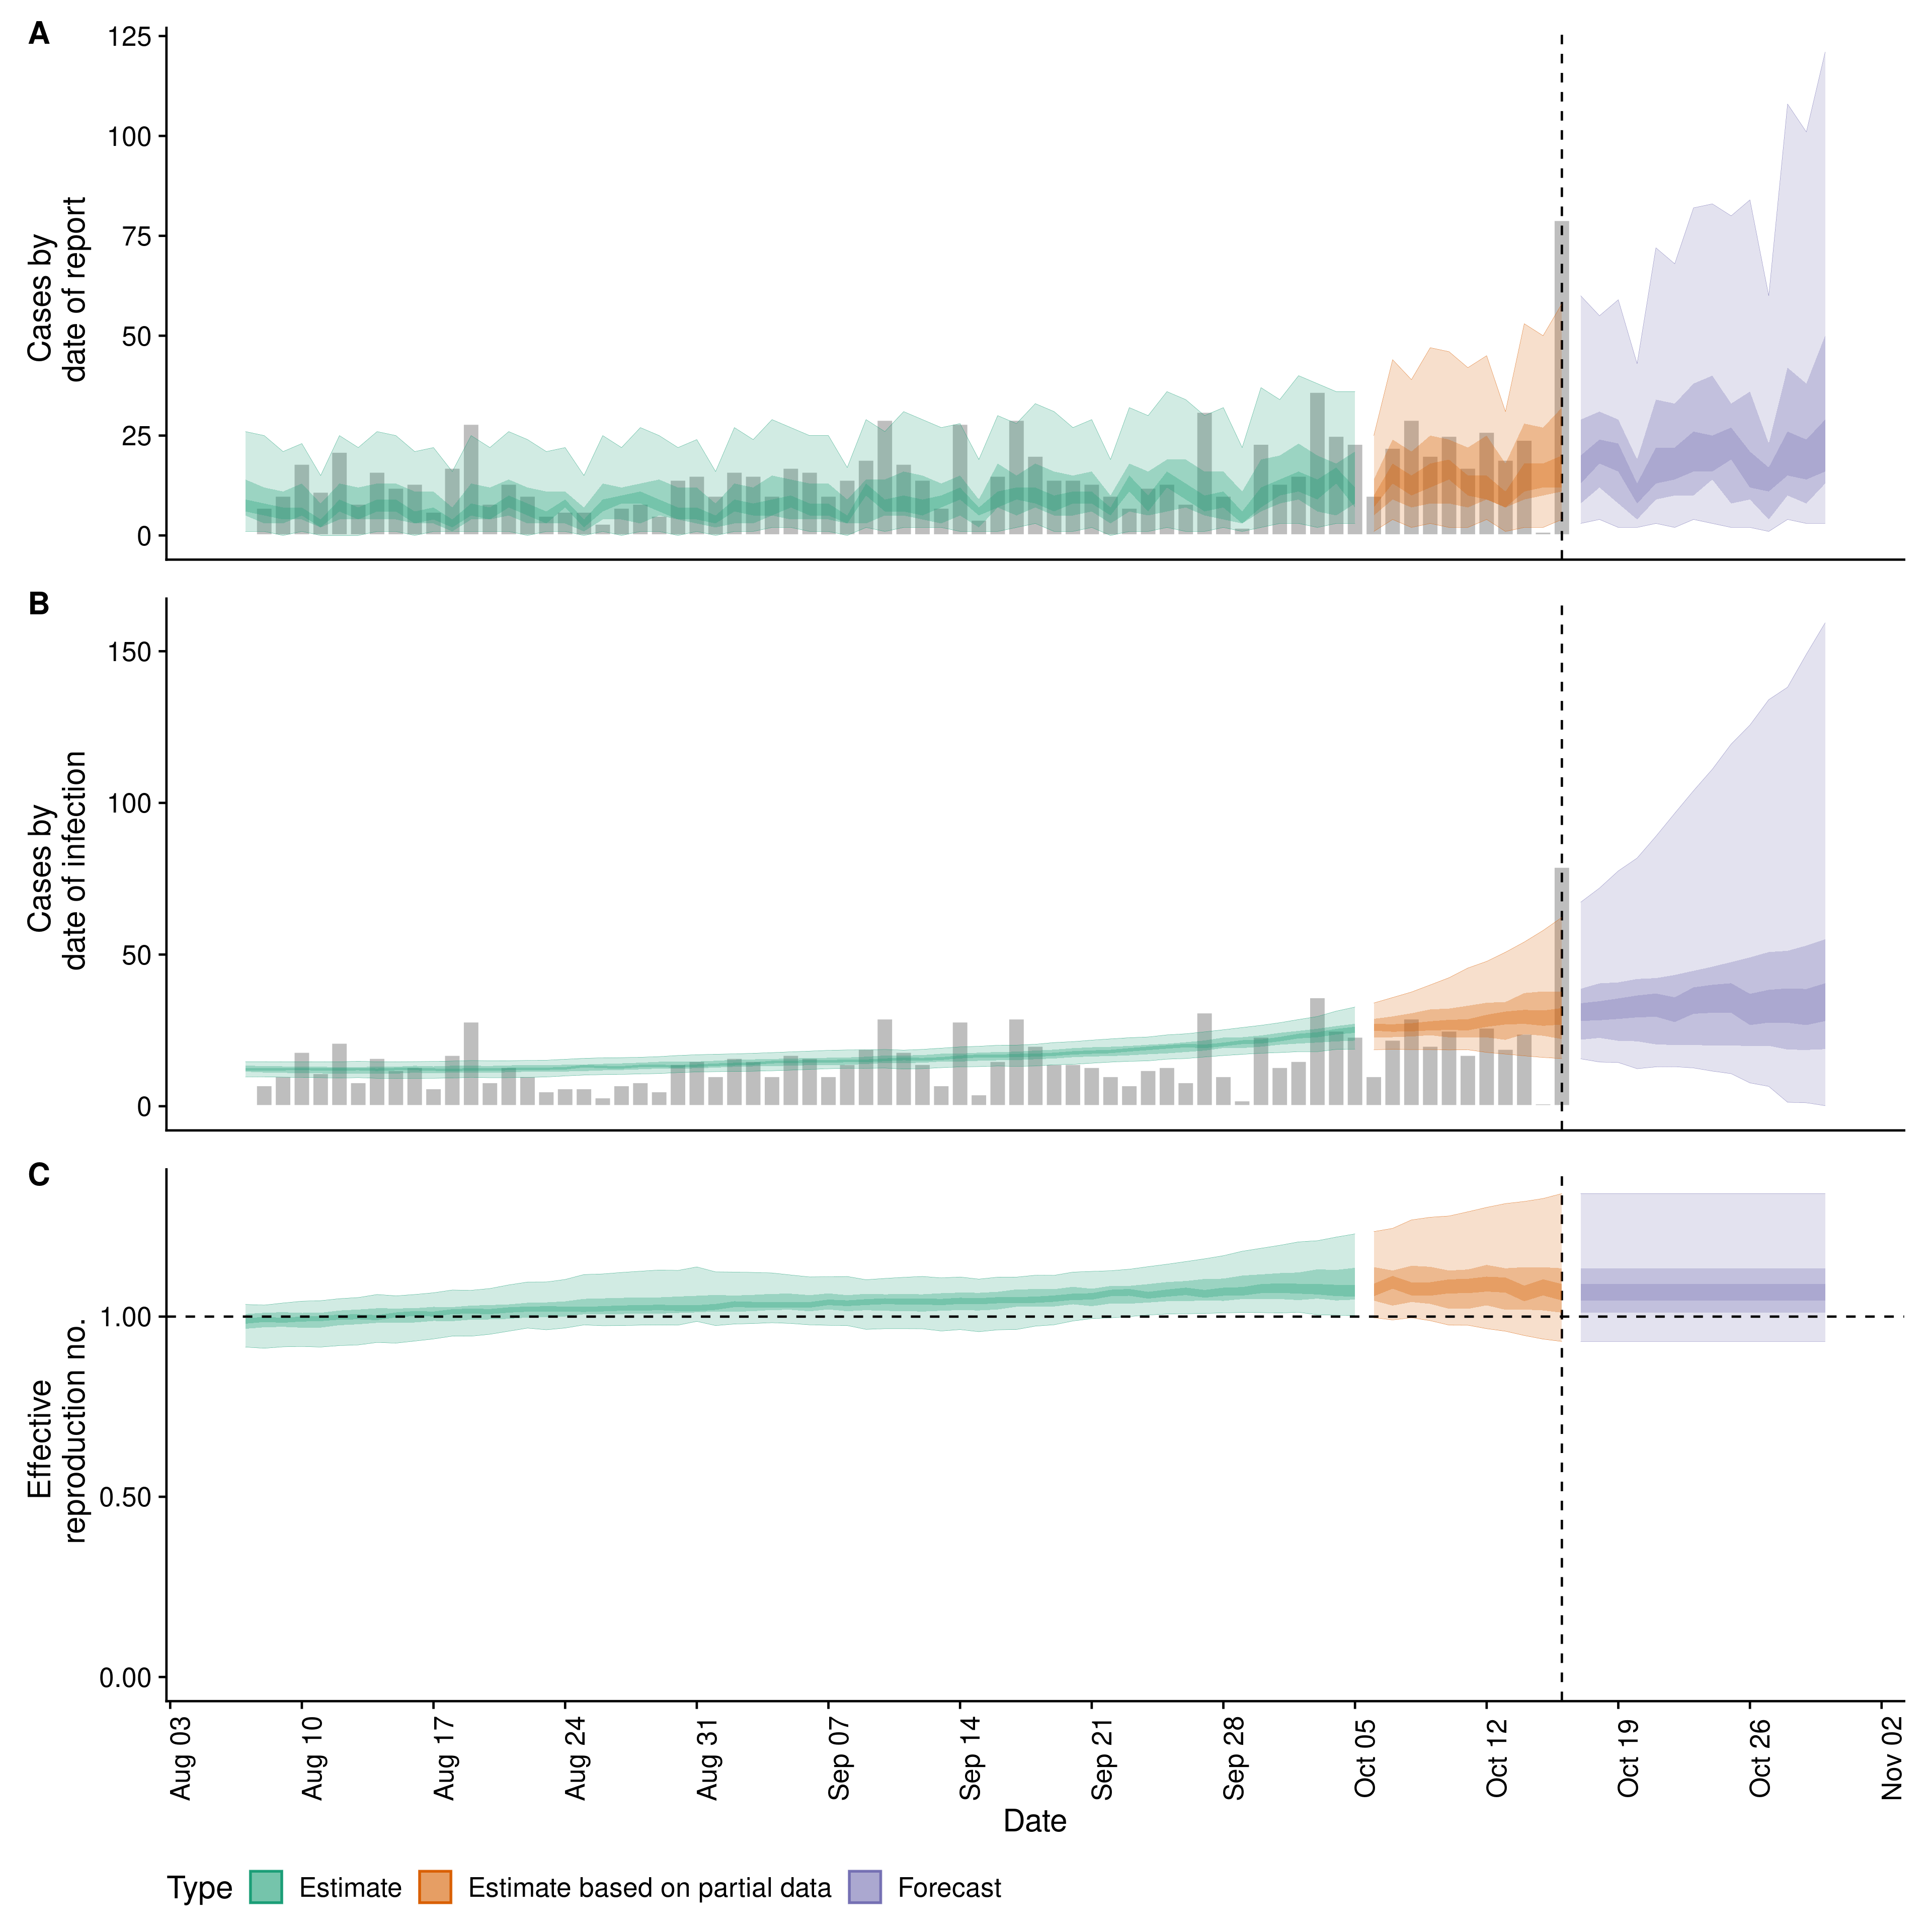 A
125
100
75
50
25
0
Cases by
date of report
B
150
100
50
0
Cases by
date of infection
C
1.00
0.50
0.00
Effective
reproduction no.
Aug 03
Aug 10
Aug 17
Aug 24
Aug 31
Sep 07
Sep 14
Sep 21
Sep 28
Oct 05
Oct 12
Oct 19
Oct 26
Nov 02
Date
Type Estimate Estimate based on partial data Forecast